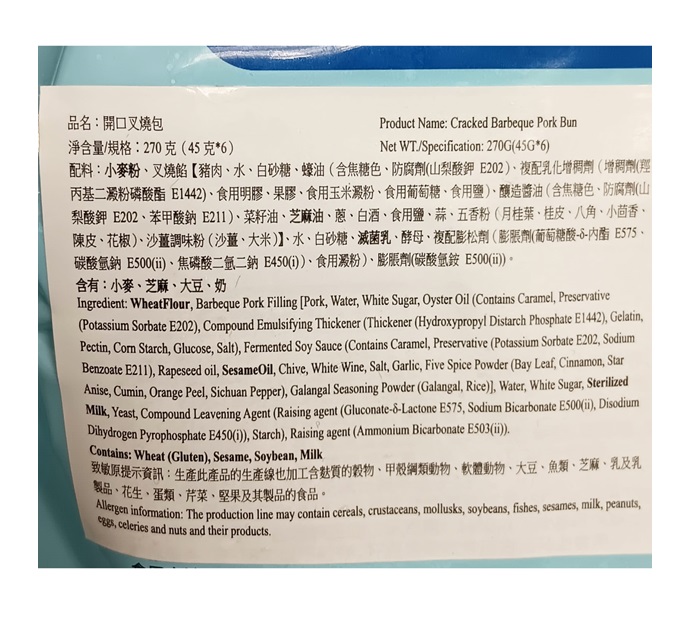 品名：開口叉燒包
Product Name: Cracked Barbeque Pork Bun
淨含量/規格：270 克（45 克*6）
Net WT./Specification: 270G(45G*6)
配料：小麥粉、叉燒餡【豬肉、水、白砂糖、蠔油（含焦糖色、防腐劑(山梨酸鉀 E202)、複配乳化增稠劑（增稠劑(羥
丙基二澱粉磷酸酯 E1442)、食用明膠、果膠、食用玉米澱粉、食用葡萄糖、食用鹽)、釀造醬油（含焦糖色、防腐劑(山
梨酸鉀 E202、苯甲酸鈉 E211)、菜籽油、芝麻油、蔥、白酒、食用鹽、蒜、五香粉（月桂葉、桂皮、八角、小茴香、
陳皮、花椒)、沙薑調味粉（沙薑、大米)】、水、白砂糖、滅菌乳、酵母、複配膨松劑（膨脹劑(葡萄糖酸-δ-內酯 E575、
碳酸氫鈉 E500(ii)、焦磷酸二氫二鈉 E450(i))、食用澱粉)、膨脹劑(碳酸氫銨 E500(ii))。
含有：小麥、芝麻、大豆、奶
Ingredient: WheatFlour, Barbeque Pork Filling [Pork, Water, White Sugar, Oyster Oil (Contains Caramel, Preservative
(Potassium Sorbate E202), Compound Emulsifying Thickener (Thickener (Hydroxypropyl Distarch Phosphate E1442), Gelatin,
Pectin, Corn Starch, Glucose, Salt), Fermented Soy Sauce (Contains Caramel, Preservative (Potassium Sorbate E202, Sodium
Benzoate E211), Rapeseed oil, SesameOil, Chive, White Wine, Salt, Garlic, Five Spice Powder (Bay Leaf, Cinnamon, Star
Anise, Cumin, Orange Peel, Sichuan Pepper), Galangal Seasoning Powder (Galangal, Rice)], Water, White Sugar, Sterilized
Milk, Yeast, Compound Leavening Agent (Raising agent (Gluconate-δ-Lactone E575, Sodium Bicarbonate E500(ii), Disodium
Dihydrogen Pyrophosphate E450(i)), Starch), Raising agent (Ammonium Bicarbonate E503(ii)).
Contains: Wheat (Gluten), Sesame, Soybean, Milk
致敏原提示資訊：生產此產品的生產線也加工含麩質的穀物、甲殼綱類動物、軟體動物、大豆、魚類、芝麻、乳及乳
製品、花生、蛋類、芹菜、堅果及其製品的食品。
Allergen information: The production line may contain cereals, crustaceans, mollusks, soybeans, fishes, sesames, milk, peanuts,
eggs, celeries and nuts and their products.